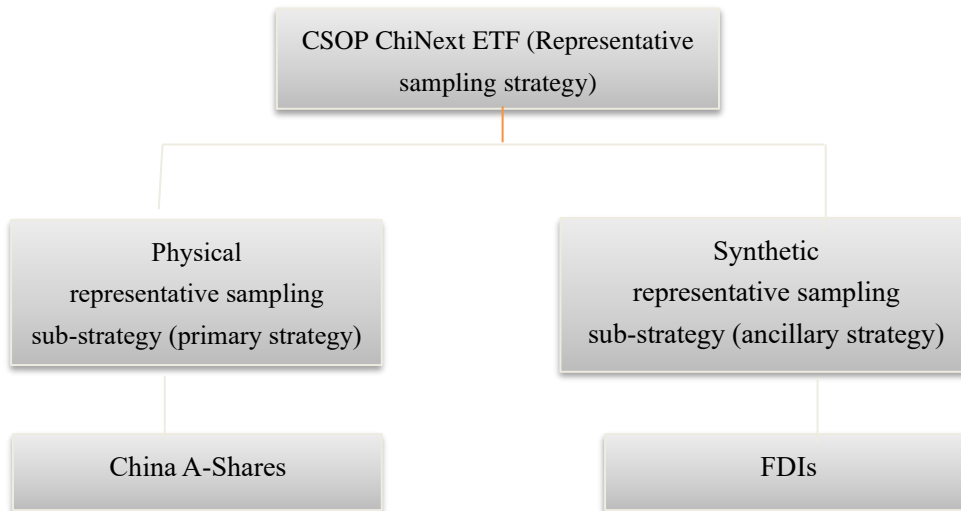 CSOP ChiNext ETF (Representative
sampling strategy)
Physical
representative sampling
sub-strategy (primary strategy)
Synthetic
representative sampling
sub-strategy (ancillary strategy)
China A-Shares
FDIs